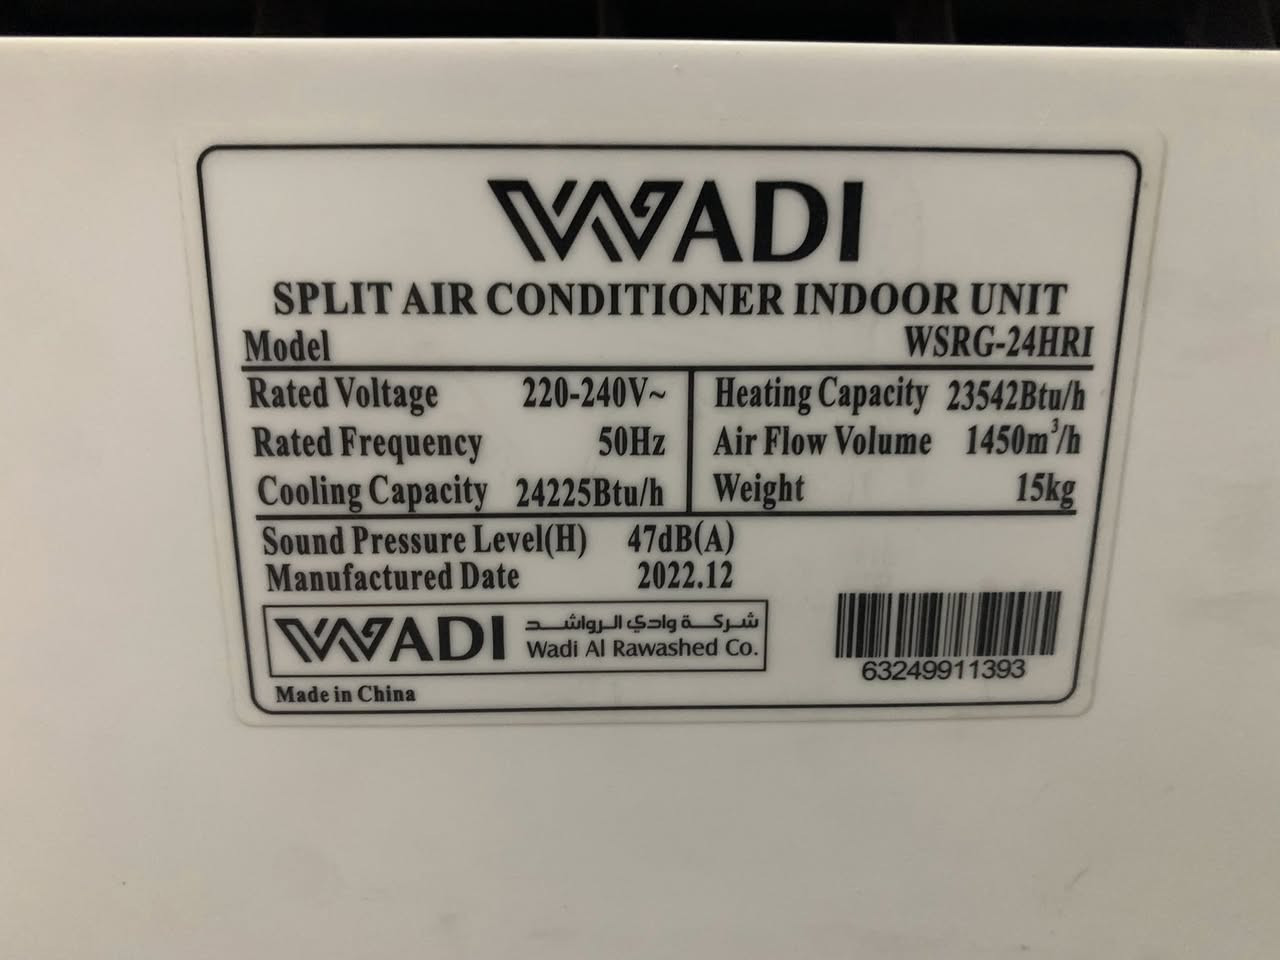 WADI
SPLIT AIR CONDITIONER INDOOR UNIT
Model WSRG-24HRI
Rated Voltage 220-240V~
Rated Frequency 50Hz
Cooling Capacity 24225Btu/h
Heating Capacity 23542Btu/h
Air Flow Volume 1450m³/h
Weight 15kg
Sound Pressure Level(H) 47dB(A)
Manufactured Date 2022.12
WADI
شركة وادي الرواشد
Wadi Al Rawashed Co.
Made in China
63249911393